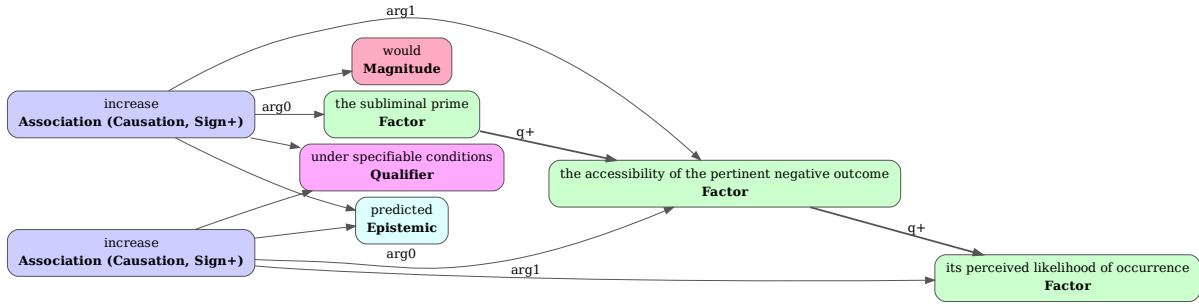 arg1
would
Magnitude
increase
Association (Causation, Sign+)
arg0
the subliminal prime
Factor
q+
under specifiable conditions
Qualifier
the accessibility of the pertinent negative outcome
Factor
predicted
Epistemic
q+
increase
Association (Causation, Sign+)
arg0
arg1
its perceived likelihood of occurrence
Factor